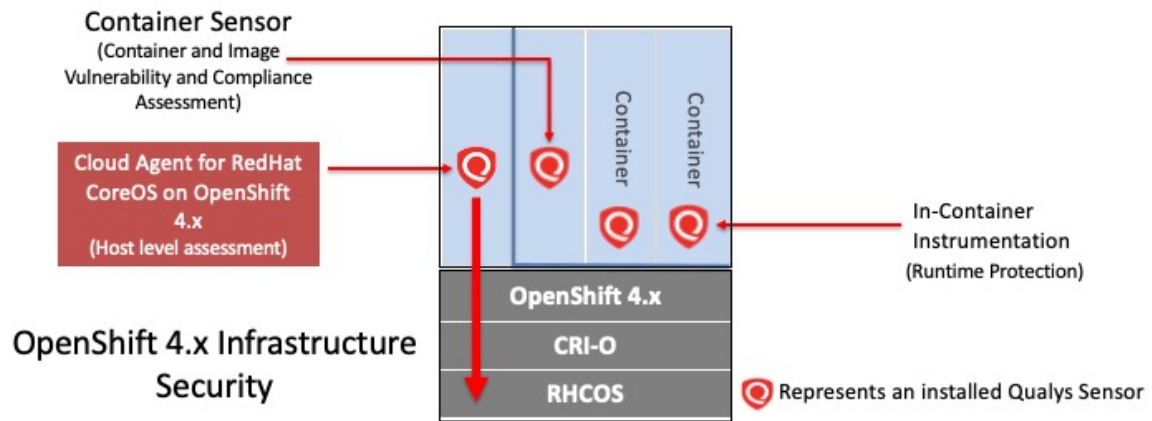 Container Sensor
(Container and Image
Vulnerability and Compliance
Assessment)
Cloud Agent for RedHat
CoreOS on OpenShift
4.x
(Host level assessment)
OpenShift 4.x Infrastructure
Security
Container
Container
OpenShift 4.x
CRI-O
RHCOS
In-Container
Instrumentation
(Runtime Protection)
Represents an installed Qualys Sensor